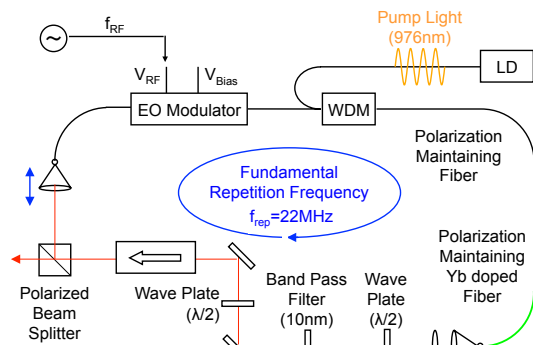 f_RF
Pump Light
(976nm)
V_RF
V_Bias
LD
EO Modulator
WDM
Polarization
Maintaining
Fiber
Fundamental
Repetition Frequency
f_rep=22MHz
Polarization
Maintaining
Yb doped
Fiber
Polarized
Beam
Splitter
Wave Plate
(λ/2)
Band Pass
Filter
(10nm)
Wave
Plate
(λ/2)